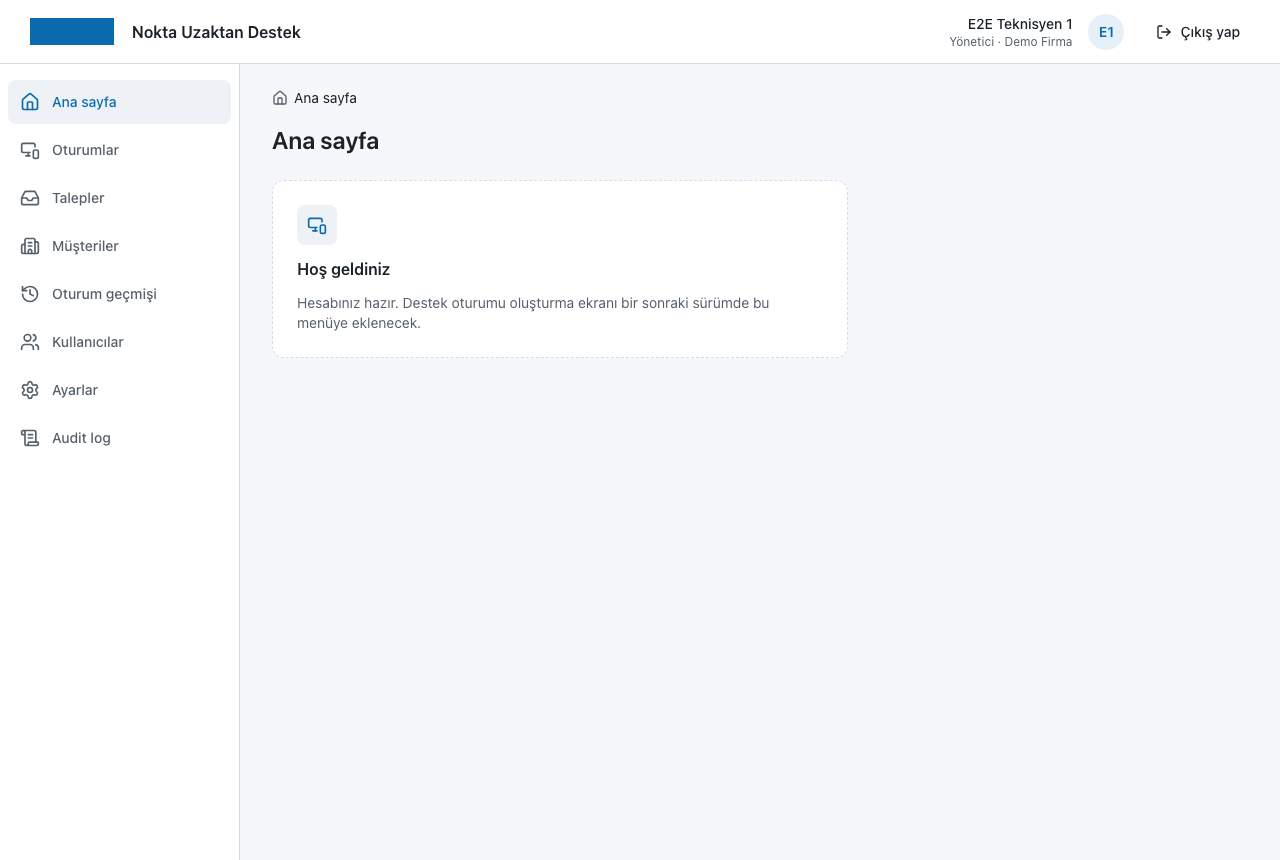 Nokta Uzaktan Destek
E2E Teknisyen 1
Yönetici · Demo Firma
E1
Çıkış yap
Ana sayfa
Oturumlar
Talepler
Müşteriler
Oturum geçmişi
Kullanıcılar
Ayarlar
Audit log
Ana sayfa
Ana sayfa
Hoş geldiniz
Hesabınız hazır. Destek oturumu oluşturma ekranı bir sonraki sürümde bu
menüye eklenecek.